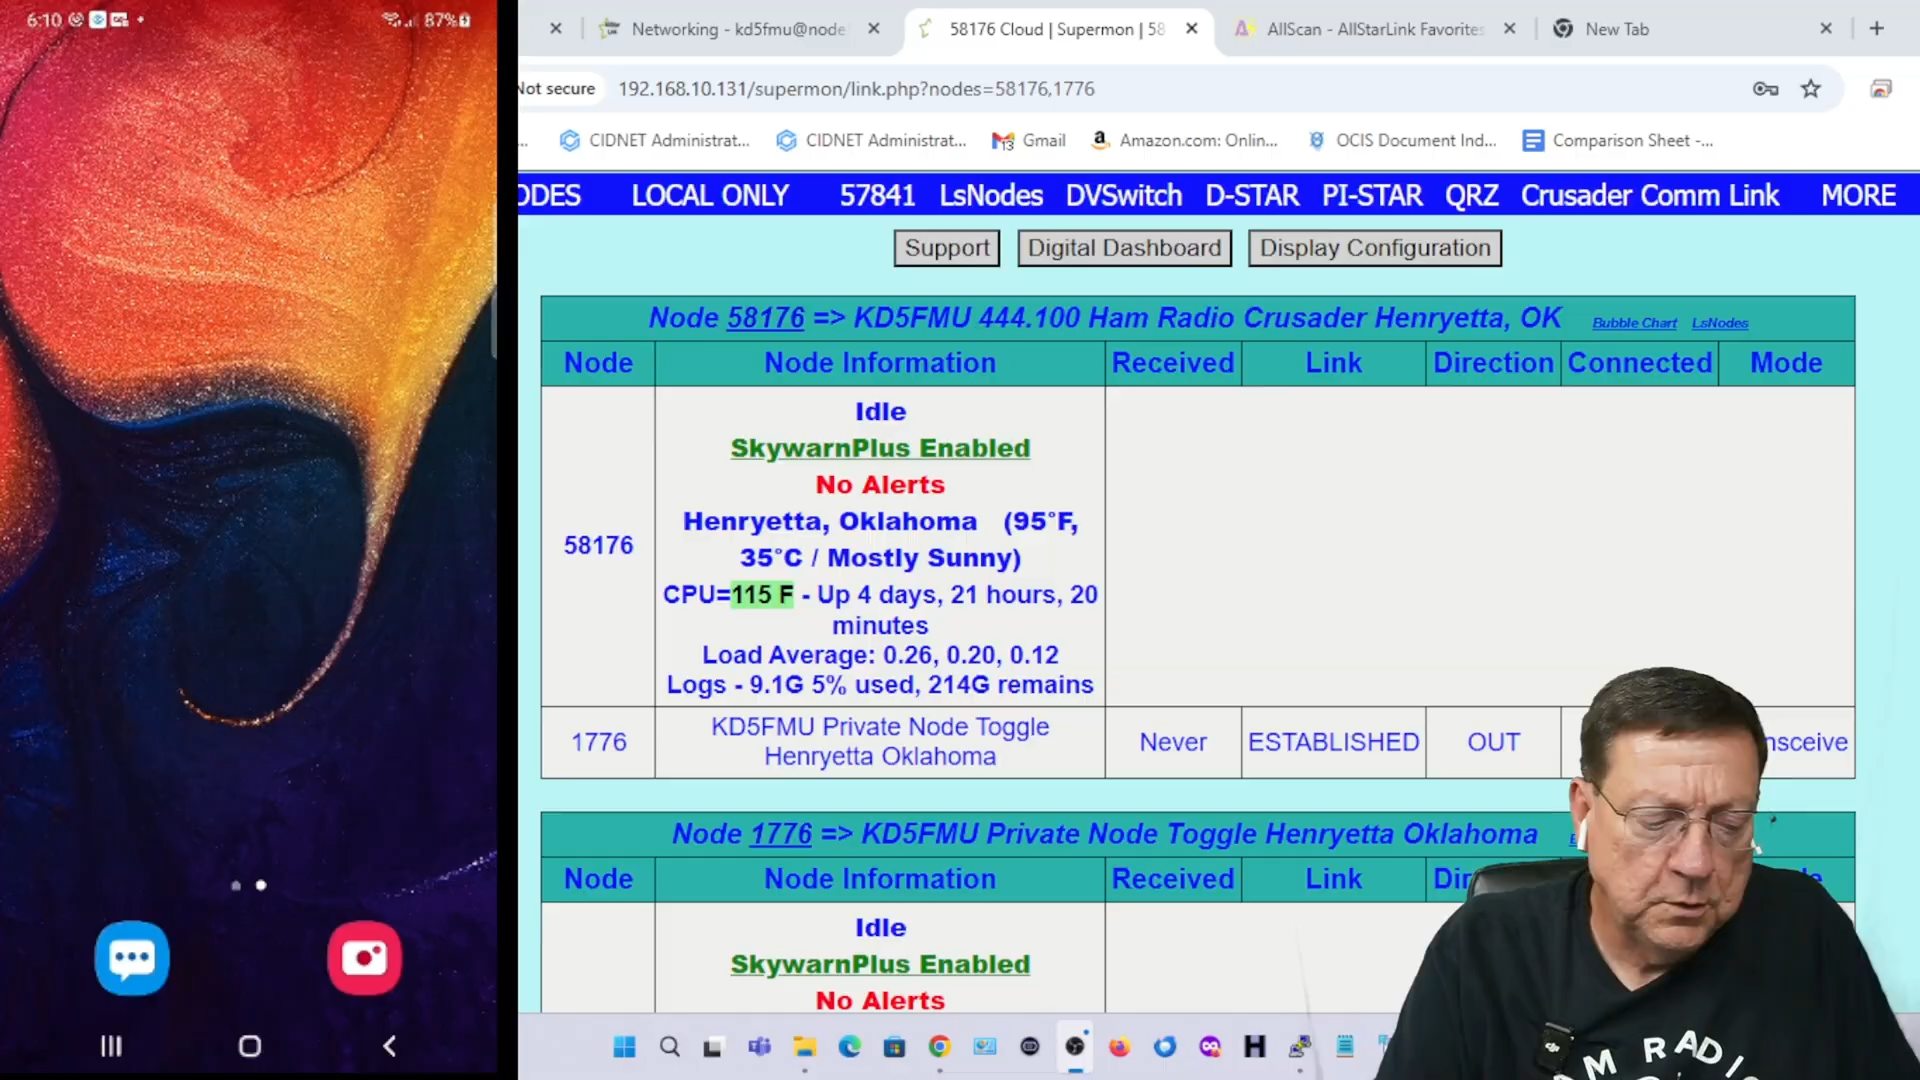 6:10
87%
Networking - kd5fmu@node
58176 Cloud | Supermon | 58
AllScan - AllStarLink Favorites
New Tab
Not secure
192.168.10.131/supermon/link.php?nodes=58176,1776
CIDNET Administrat...
CIDNET Administrat...
Gmail
Amazon.com: Onlin...
OCIS Document Ind...
Comparison Sheet -...
ODES
LOCAL ONLY
57841
LsNodes
DVSwitch
D-STAR
PI-STAR
QRZ
Crusader Comm Link
MORE
Support
Digital Dashboard
Display Configuration
Node 58176 => KD5FMU 444.100 Ham Radio Crusader Henryetta, OK
Bubble Chart
LsNodes
Node
Node Information
Received
Link
Direction
Connected
Mode
58176
Idle
SkywarnPlus Enabled
No Alerts
Henryetta, Oklahoma (95°F,
35°C / Mostly Sunny)
CPU=115 F - Up 4 days, 21 hours, 20
minutes
Load Average: 0.26, 0.20, 0.12
Logs - 9.1G 5% used, 214G remains
1776
KD5FMU Private Node Toggle
Henryetta Oklahoma
Never
ESTABLISHED
OUT
nsceive
Node 1776 => KD5FMU Private Node Toggle Henryetta Oklahoma
Node
Node Information
Received
Link
Dir
Idle
SkywarnPlus Enabled
No Alerts
AM RADI